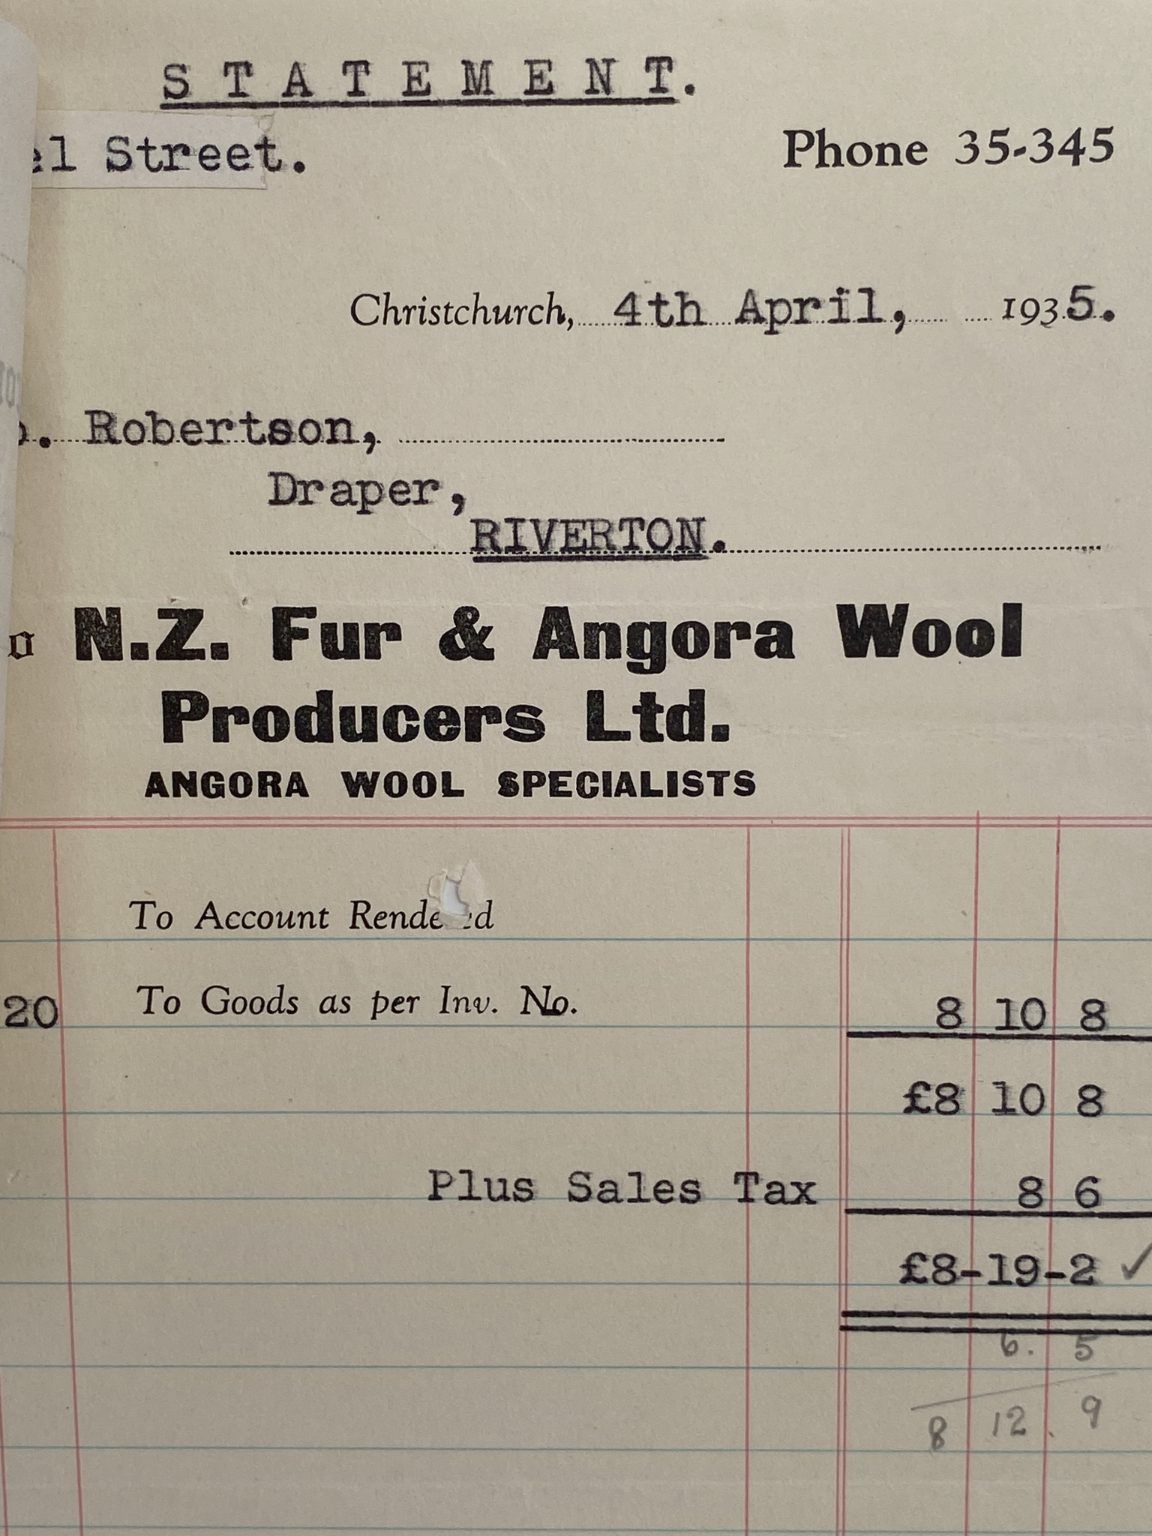 STATEMENT.
Street.
Phone 35-345
Christchurch, 4th April, 1935.
Robertson,
Draper,
RIVERTON.
N.Z. Fur & Angora Wool
Producers Ltd.
ANGORA WOOL SPECIALISTS
To Account
20 To Goods as per Inv. No. 8 10 8
£8 10 8
Plus Sales Tax 8 6
£8-19-2 ✓
6. 5
8 12. 9